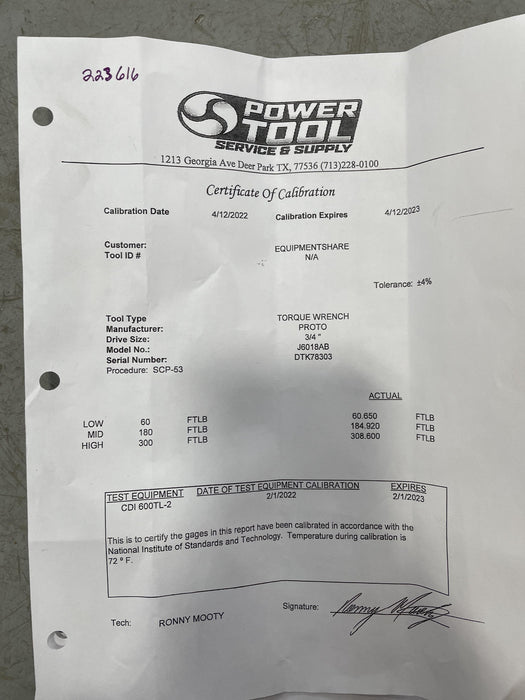 223616
POWER
TOOL
SERVICE & SUPPLY
1213 Georgia Ave Deer Park TX, 77536 (713)228-0100
Certificate Of Calibration
Calibration Date 4/12/2022 Calibration Expires 4/12/2023
Customer: EQUIPMENTSHARE
Tool ID # N/A
Tolerance: ±4%
Tool Type TORQUE WRENCH
Manufacturer: PROTO
Drive Size: 3/4 "
Model No.: J6018AB
Serial Number: DTK78303
Procedure: SCP-53
ACTUAL
LOW 60 FTLB 60.650 FTLB
MID 180 FTLB 184.920 FTLB
HIGH 300 FTLB 308.600 FTLB
TEST EQUIPMENT DATE OF TEST EQUIPMENT CALIBRATION EXPIRES
CDI 600TL-2 2/1/2022 2/1/2023
This is to certify the gages in this report have been calibrated in accordance with the
National Institute of Standards and Technology. Temperature during calibration is
72 ° F.
Tech: RONNY MOOTY Signature: Ronny Mooty